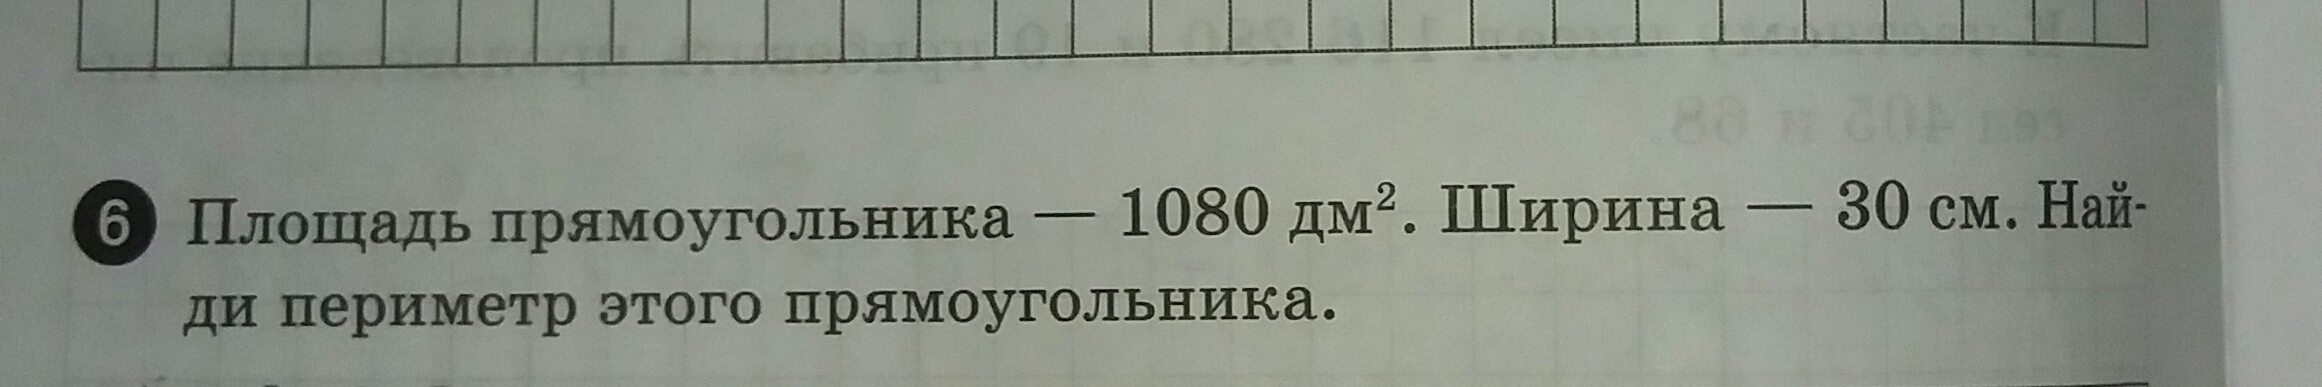 6 Площадь прямоугольника — 1080 дм². Ширина — 30 см. Най-
ди периметр этого прямоугольника.